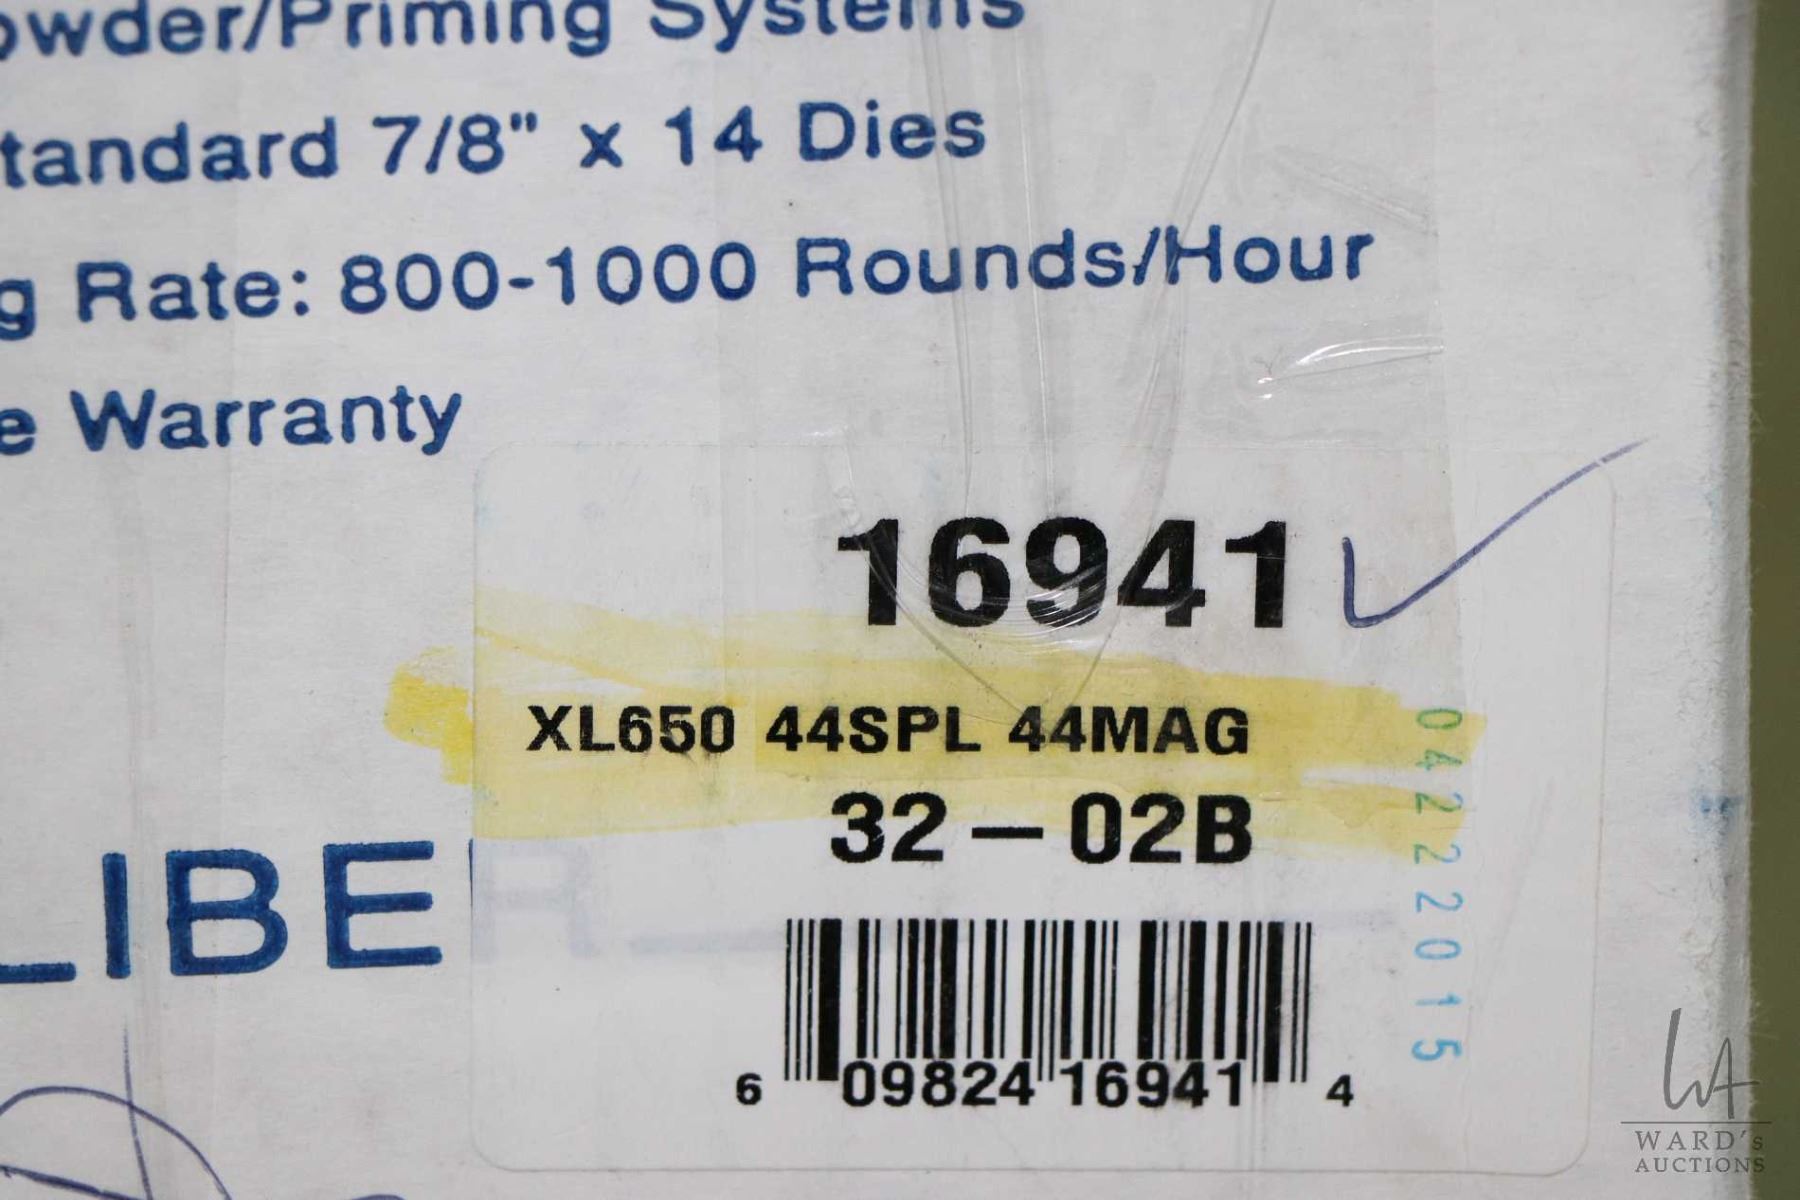 owder/Priming Systems
tandard 7/8" x 14 Dies
g Rate: 800-1000 Rounds/Hour
e Warranty
16941
XL650 44SPL 44MAG
32-02B
LIBER
6 09824 16941 4
04222015
WARD's
AUCTIONS